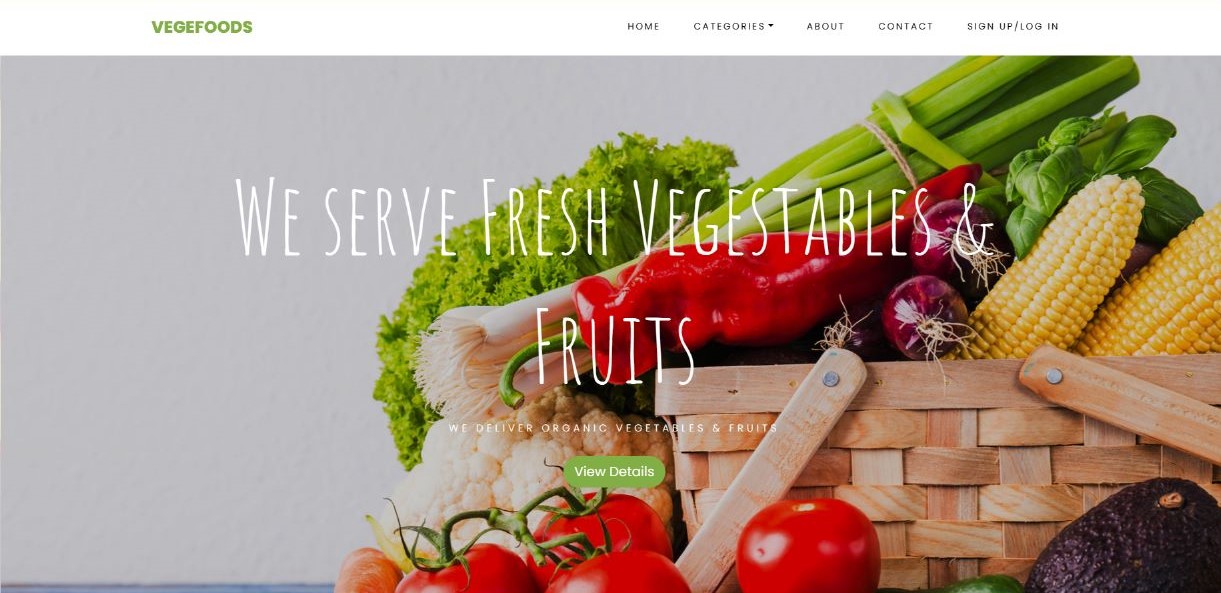 VEGEFOODS
HOME CATEGORIES ABOUT CONTACT SIGN UP/LOG IN
We serve Fresh Vegestables &
Fruits
WE DELIVER ORGANIC VEGETABLES & FRUITS
View Details